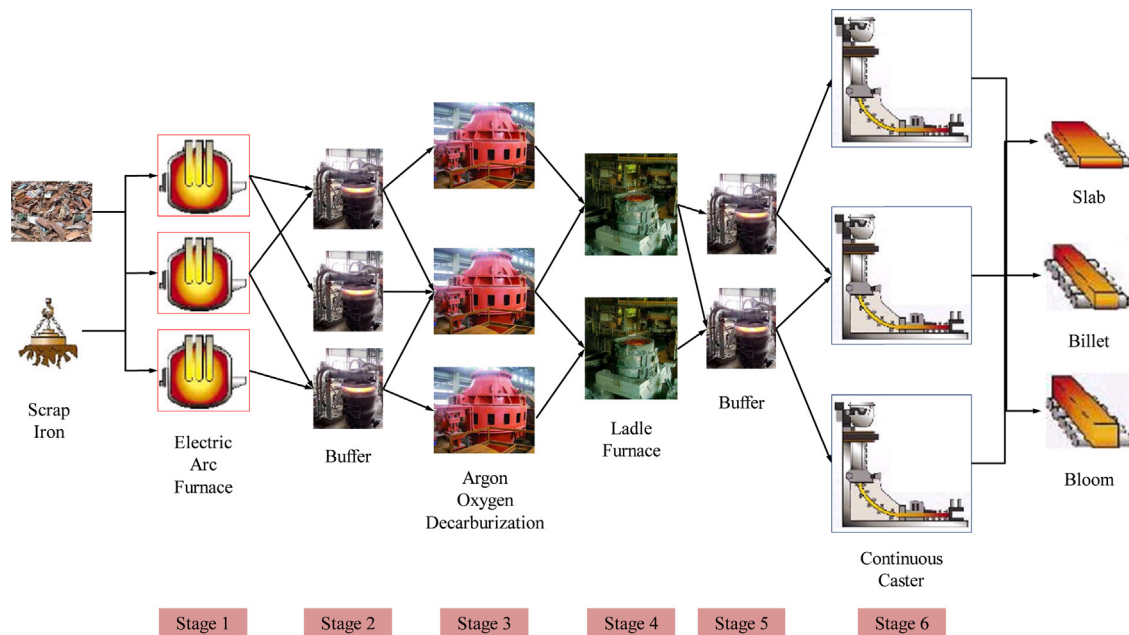 Scrap
Iron
Electric
Arc
Furnace
Buffer
Argon
Oxygen
Decarburization
Ladle
Furnace
Buffer
Continuous
Caster
Slab
Billet
Bloom
Stage 1
Stage 2
Stage 3
Stage 4
Stage 5
Stage 6